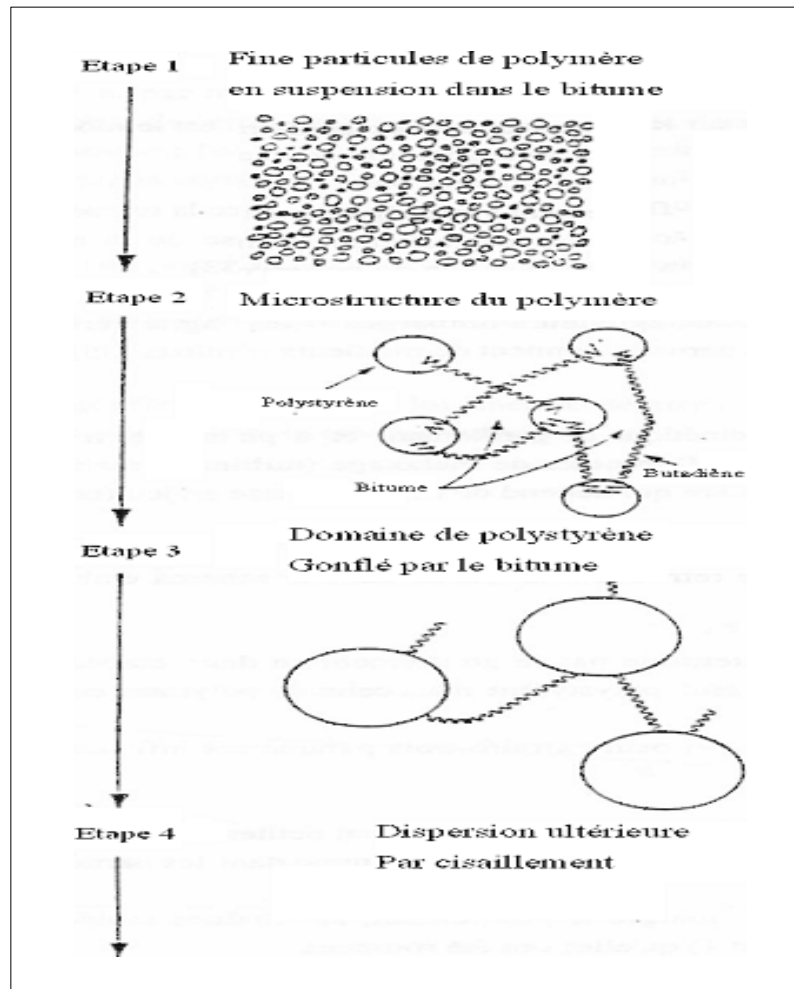 Etape 1
Fine particules de polymère
en suspension dans le bitume
Etape 2
Microstructure du polymère
Polystyrène
Bitume
Butadiène
Etape 3
Domaine de polystyrène
Gonflé par le bitume
Etape 4
Dispersion ultérieure
Par cisaillement